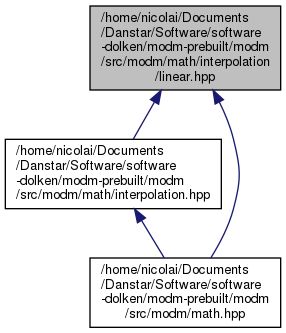 /home/nicolai/Documents
/Danstar/Software/software
-dolken/modm-prebuilt/modm
/src/modm/math/interpolation
/linear.hpp
/home/nicolai/Documents
/Danstar/Software/software
-dolken/modm-prebuilt/modm
/src/modm/math/interpolation.hpp
/home/nicolai/Documents
/Danstar/Software/software
-dolken/modm-prebuilt/modm
/src/modm/math.hpp